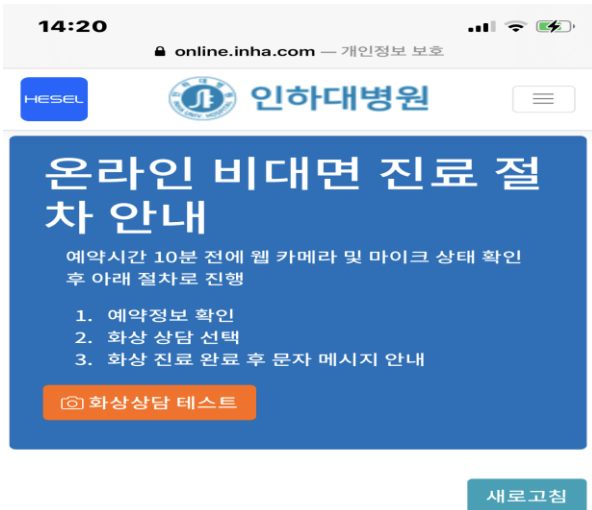 14:20
online.inha.com — 개인정보 보호
HESEL
인하대병원
온라인 비대면 진료 절
차 안내
예약시간 10분 전에 웹 카메라 및 마이크 상태 확인
후 아래 절차로 진행
1. 예약정보 확인
2. 화상 상담 선택
3. 화상 진료 완료 후 문자 메시지 안내
화상상담 테스트
새로고침